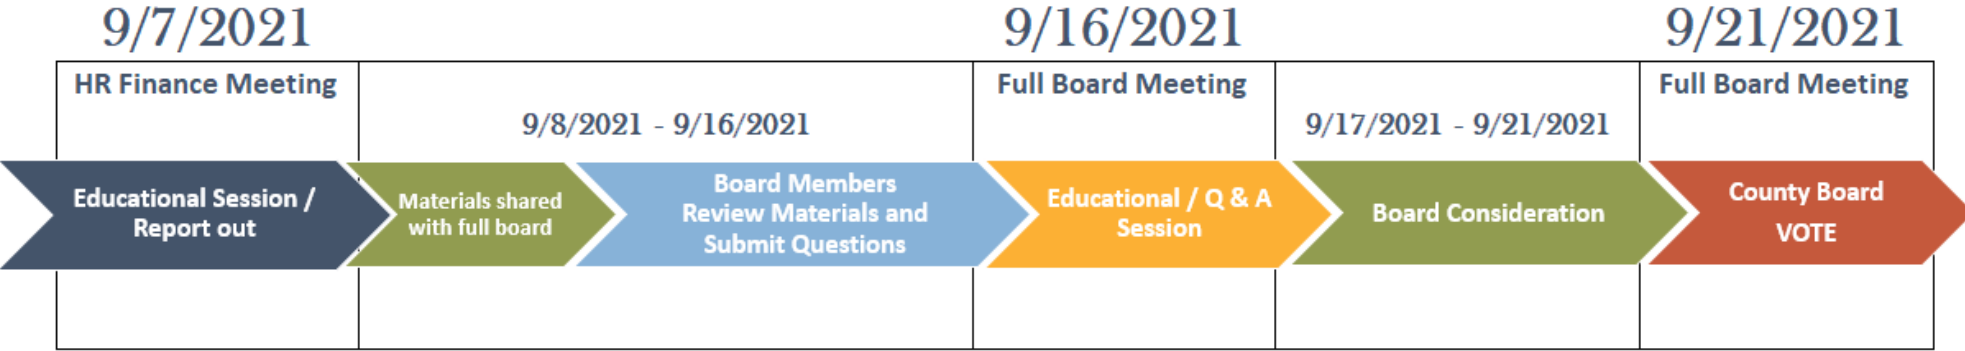 9/7/2021
9/16/2021
9/21/2021
HR Finance Meeting
Full Board Meeting
Full Board Meeting
9/8/2021 - 9/16/2021
9/17/2021 - 9/21/2021
Educational Session /
Report out
Materials shared
with full board
Board Members
Review Materials and
Submit Questions
Educational / Q & A
Session
Board Consideration
County Board
VOTE